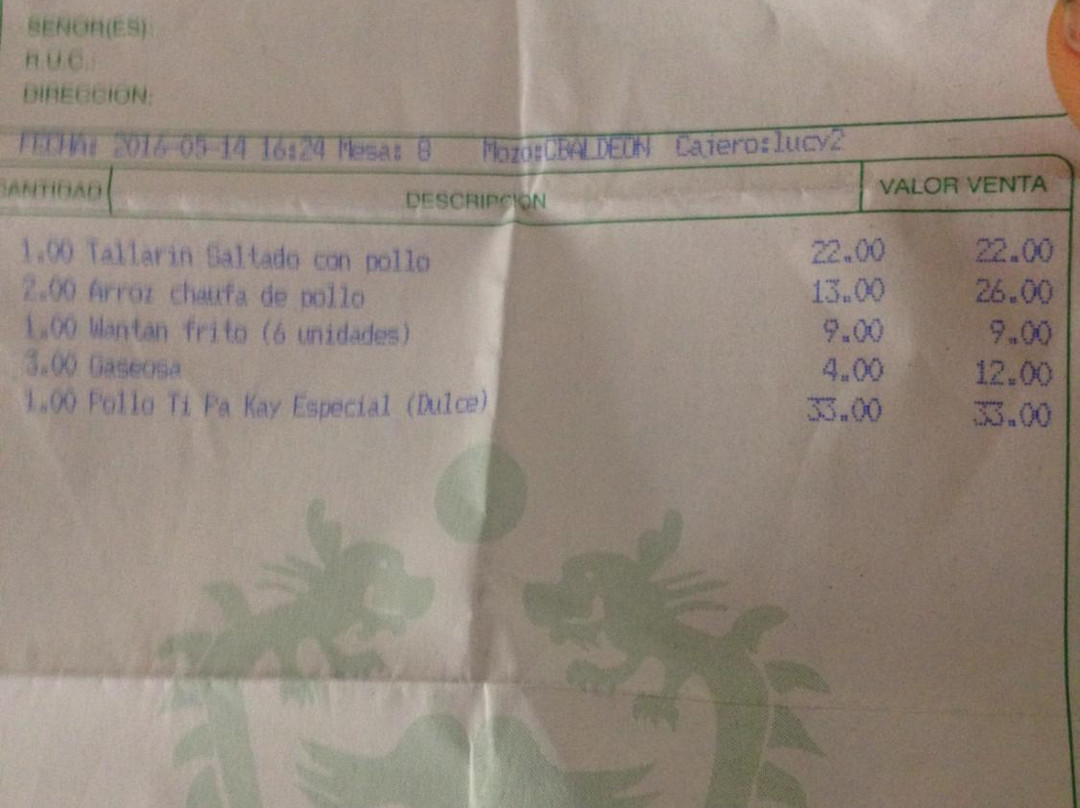 SEÑOR(ES):
R.U.C.:
DIRECCION:
FECHA: 2016-05-14 16:24 Mesa: 8 Mozo:CBALDEON Cajero:lucy2
CANTIDAD DESCRIPCION VALOR VENTA
1.00 Tallarin Saltado con pollo 22.00 22.00
2.00 Arroz chaufa de pollo 13.00 26.00
1.00 Wantan frito (6 unidades) 9.00 9.00
3.00 Gaseosa 4.00 12.00
1.00 Pollo Ti Pa Kay Especial (Dulce) 33.00 33.00